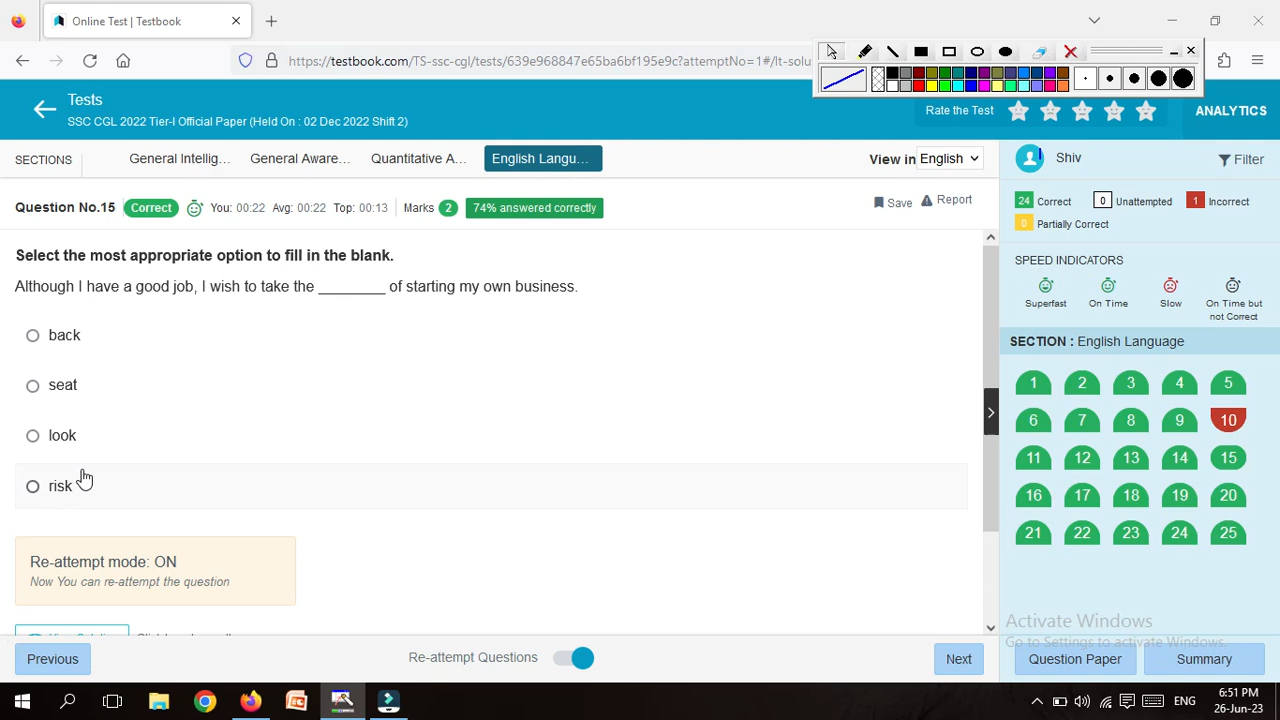 Online Test | Testbook
https://testbook.com/TS-ssc-cgl/tests/639e968847e65ba6bf195e9c?attemptNo=1#/lt-solu
Tests
SSC CGL 2022 Tier-I Official Paper (Held On : 02 Dec 2022 Shift 2)
Rate the Test
ANALYTICS
SECTIONS
General Intellig...
General Aware...
Quantitative A...
English Langu...
View in English
Shiv
Filter
Question No.15 Correct You: 00:22 Avg: 00:22 Top: 00:13 Marks 2 74% answered correctly
Save
Report
24 Correct 0 Unattempted 1 Incorrect
0 Partially Correct
Select the most appropriate option to fill in the blank.
Although I have a good job, I wish to take the ________ of starting my own business.
back
seat
look
risk
Re-attempt mode: ON
Now You can re-attempt the question
SPEED INDICATORS
Superfast
On Time
Slow
On Time but
not Correct
SECTION : English Language
1 2 3 4 5
6 7 8 9 10
11 12 13 14 15
16 17 18 19 20
21 22 23 24 25
Activate Windows
Go to Settings to activate Windows.
Previous
Re-attempt Questions
Next
Question Paper
Summary
ENG
6:51 PM
26-Jun-23